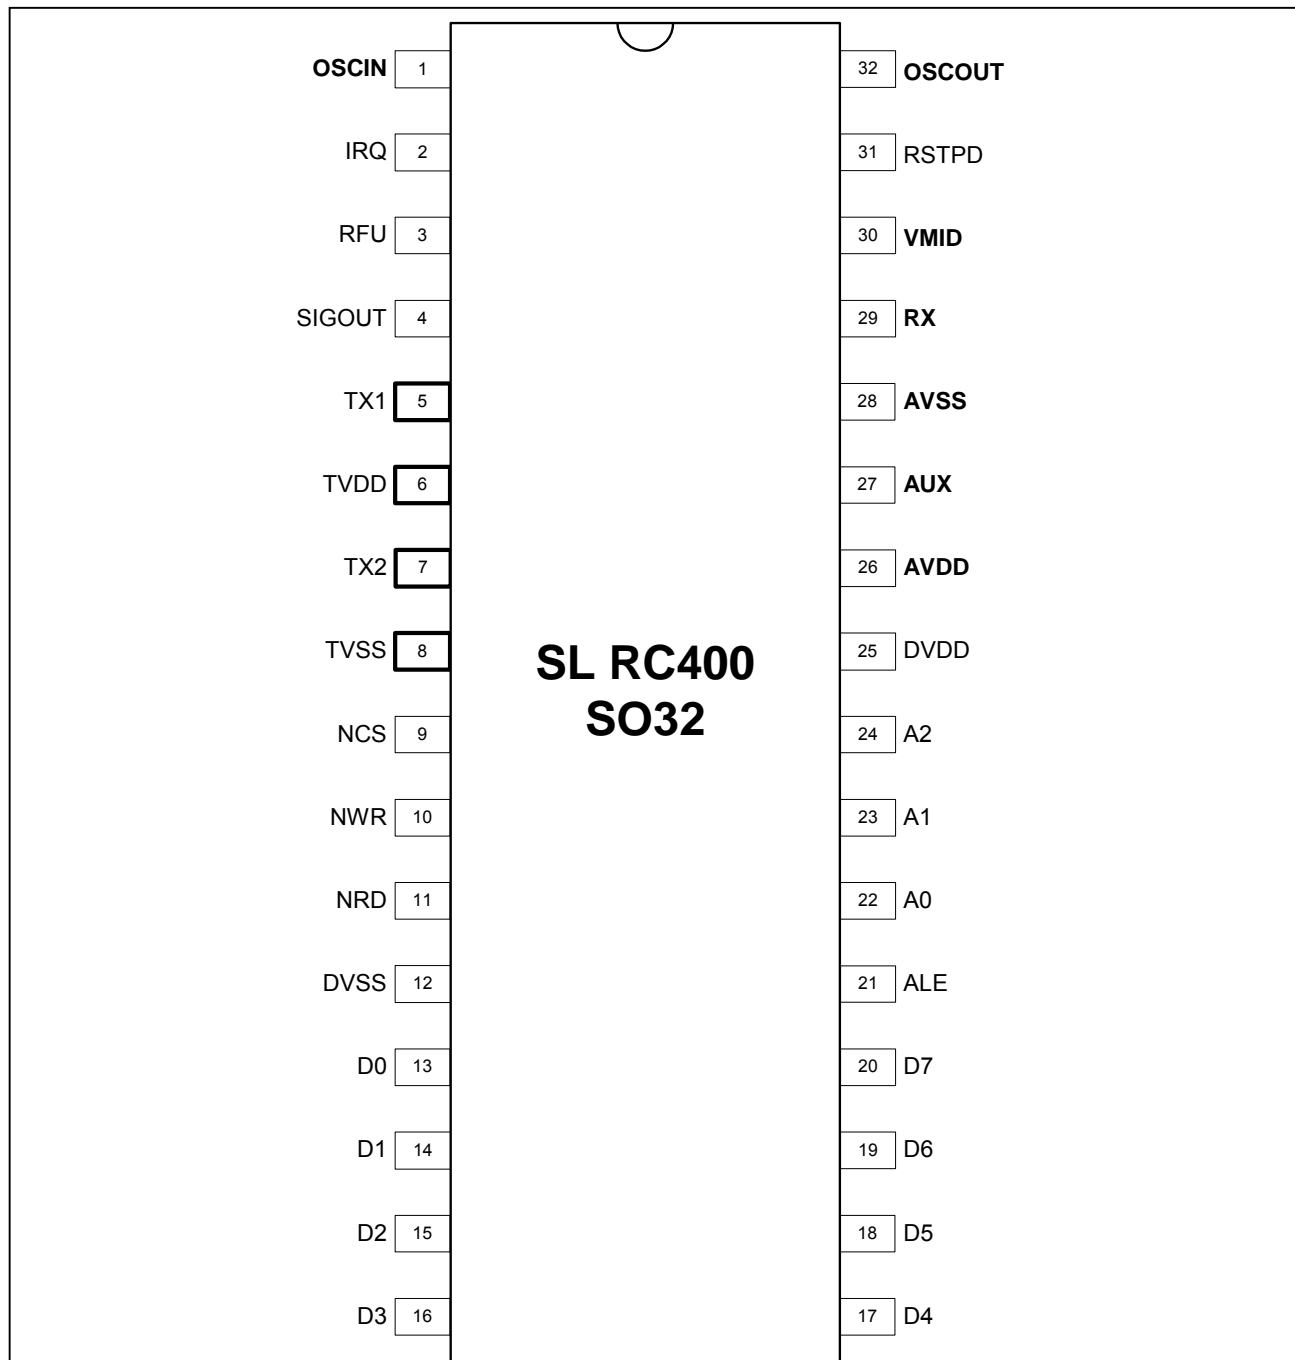 OSCIN 1 32 OSCOUT
IRQ 2 31 RSTPD
RFU 3 30 VMID
SIGOUT 4 29 RX
TX1 5 28 AVSS
TVDD 6 27 AUX
TX2 7 26 AVDD
TVSS 8 25 DVDD
SL RC400
SO32
NCS 9 24 A2
NWR 10 23 A1
NRD 11 22 A0
DVSS 12 21 ALE
D0 13 20 D7
D1 14 19 D6
D2 15 18 D5
D3 16 17 D4